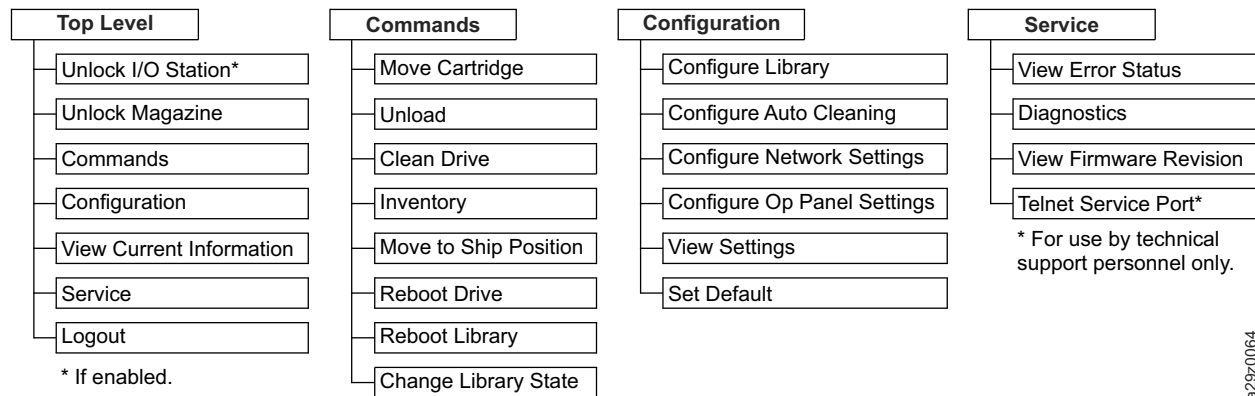 Top Level
Unlock I/O Station*
Unlock Magazine
Commands
Configuration
View Current Information
Service
Logout
* If enabled.
Commands
Move Cartridge
Unload
Clean Drive
Inventory
Move to Ship Position
Reboot Drive
Reboot Library
Change Library State
Configuration
Configure Library
Configure Auto Cleaning
Configure Network Settings
Configure Op Panel Settings
View Settings
Set Default
Service
View Error Status
Diagnostics
View Firmware Revision
Telnet Service Port*
* For use by technical
support personnel only.
a29z0064